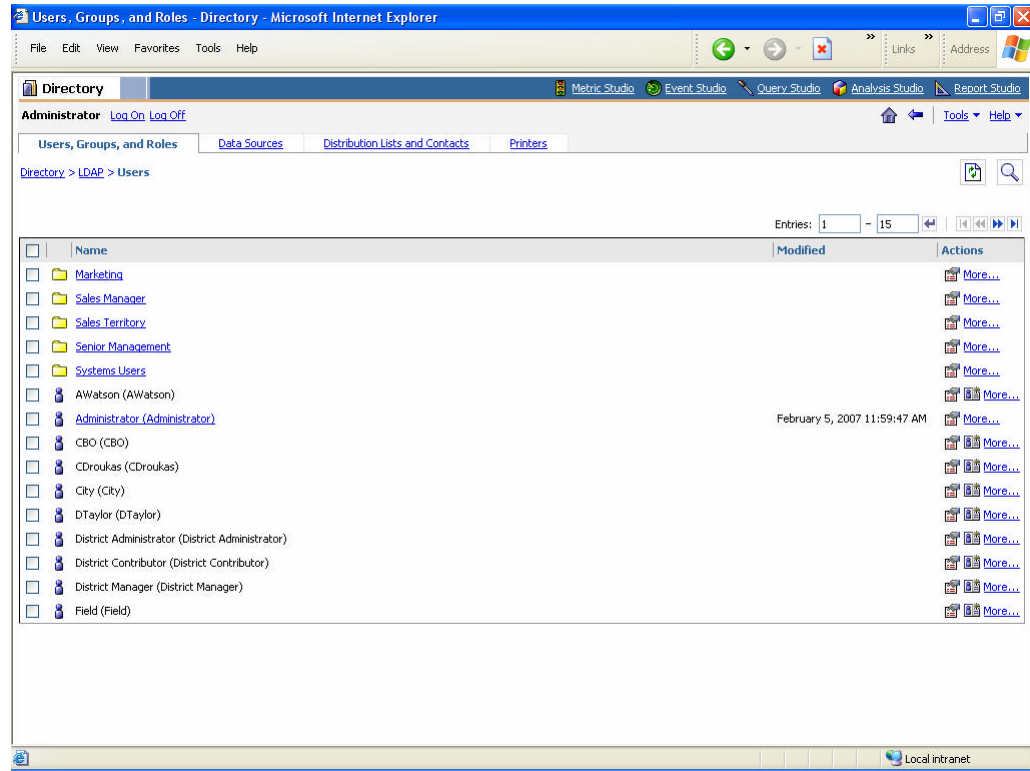 Users, Groups, and Roles - Directory - Microsoft Internet Explorer
File Edit View Favorites Tools Help
Links
Address
Directory
Metric Studio Event Studio Query Studio Analysis Studio Report Studio
Administrator Log On Log Off
Tools Help
Users, Groups, and Roles Data Sources Distribution Lists and Contacts Printers
Directory > LDAP > Users
Entries: 1 - 15
Name Modified Actions
Marketing More...
Sales Manager More...
Sales Territory More...
Senior Management More...
Systems Users More...
AWatson (AWatson) More...
Administrator (Administrator) February 5, 2007 11:59:47 AM More...
CBO (CBO) More...
CDroukas (CDroukas) More...
City (City) More...
DTaylor (DTaylor) More...
District Administrator (District Administrator) More...
District Contributor (District Contributor) More...
District Manager (District Manager) More...
Field (Field) More...
Local intranet